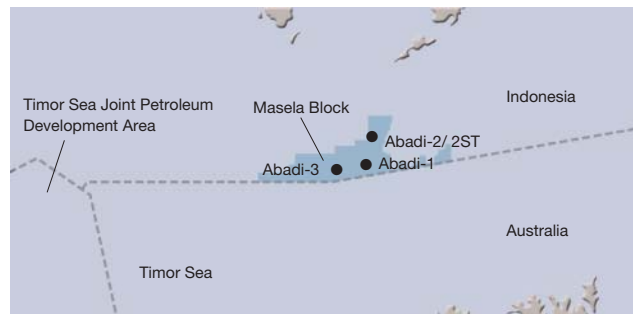 Timor Sea Joint Petroleum
Development Area
Masela Block
Indonesia
Abadi-2/ 2ST
Abadi-3
Abadi-1
Australia
Timor Sea